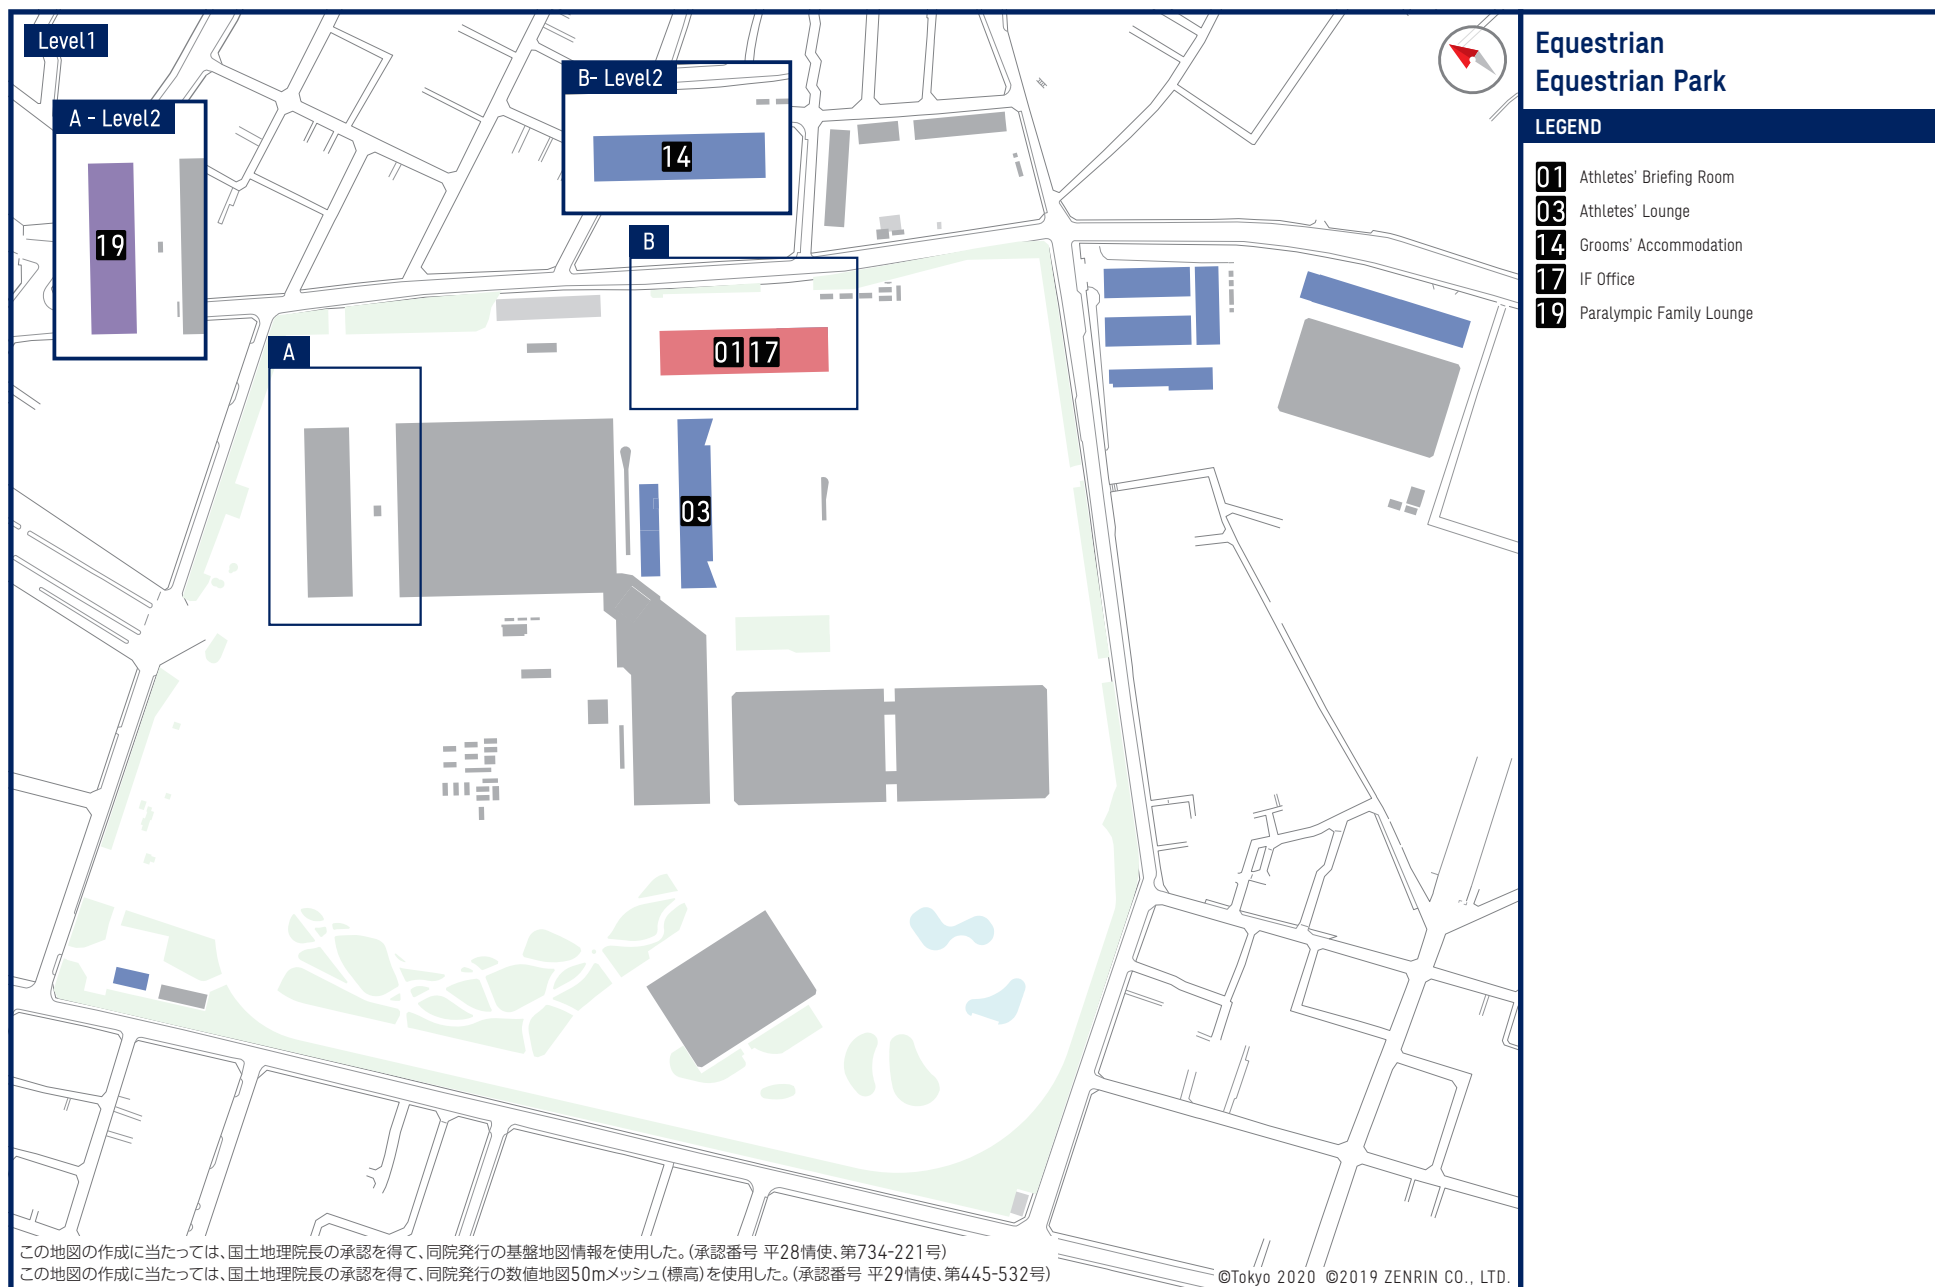 Level1
A - Level2
19
B- Level2
14
B
01 17
A
03
Equestrian
Equestrian Park
LEGEND
01 Athletes' Briefing Room
03 Athletes' Lounge
14 Grooms' Accommodation
17 IF Office
19 Paralympic Family Lounge
この地図の作成に当たっては、国土地理院長の承認を得て、同院発行の基盤地図情報を使用した。(承認番号 平28情使、第734-221号)
この地図の作成に当たっては、国土地理院長の承認を得て、同院発行の数値地図50mメッシュ(標高)を使用した。(承認番号 平29情使、第445-532号)
©Tokyo 2020 ©2019 ZENRIN CO., LTD.